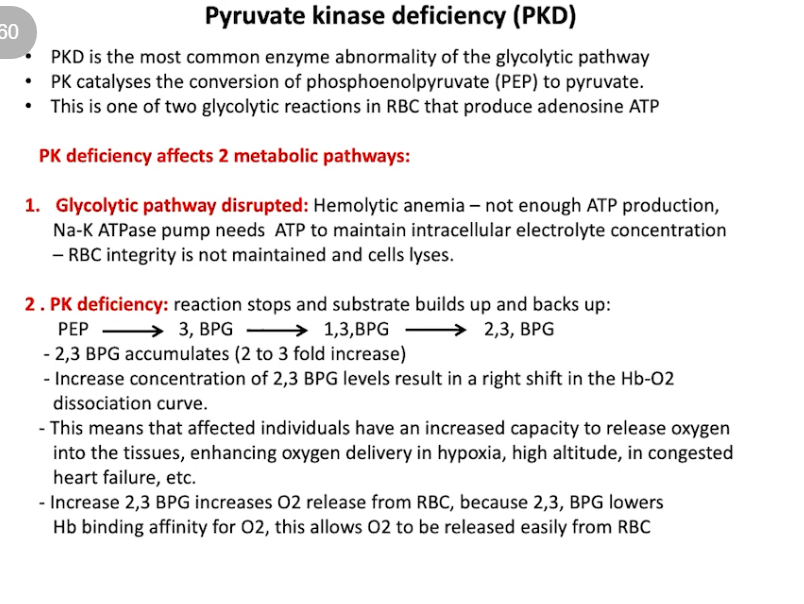 Pyruvate kinase deficiency (PKD)
60
• PKD is the most common enzyme abnormality of the glycolytic pathway
• PK catalyses the conversion of phosphoenolpyruvate (PEP) to pyruvate.
• This is one of two glycolytic reactions in RBC that produce adenosine ATP
PK deficiency affects 2 metabolic pathways:
1. Glycolytic pathway disrupted: Hemolytic anemia – not enough ATP production,
Na-K ATPase pump needs ATP to maintain intracellular electrolyte concentration
– RBC integrity is not maintained and cells lyses.
2 . PK deficiency: reaction stops and substrate builds up and backs up:
PEP ⟶ 3, BPG ⟶ 1,3,BPG ⟶ 2,3, BPG
- 2,3 BPG accumulates (2 to 3 fold increase)
- Increase concentration of 2,3 BPG levels result in a right shift in the Hb-O2
dissociation curve.
- This means that affected individuals have an increased capacity to release oxygen
into the tissues, enhancing oxygen delivery in hypoxia, high altitude, in congested
heart failure, etc.
- Increase 2,3 BPG increases O2 release from RBC, because 2,3, BPG lowers
Hb binding affinity for O2, this allows O2 to be released easily from RBC